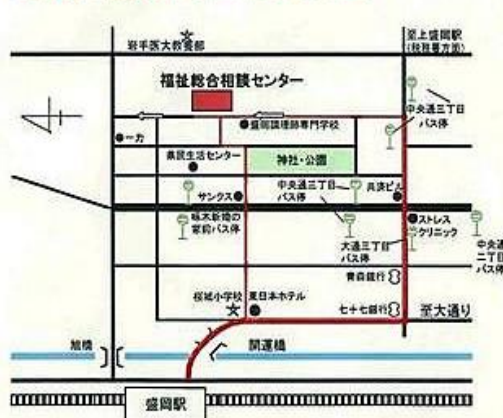 岩手医大教養部
至上盛岡駅
(税務署方面)
福祉総合相談センター
中央通三丁目
バス停
盛岡調理師専門学校
一力
県民生活センター
神社・公園
サンクス
中央通三丁目
バス停
共済ビル
啄木新婚の
家前バス停
ストレス
クリニック
大通三丁目
バス停
中央通
二丁目
バス停
青森銀行
桜城小学校
東日本ホテル
七十七銀行
至大通り
旭橋
開運橋
盛岡駅